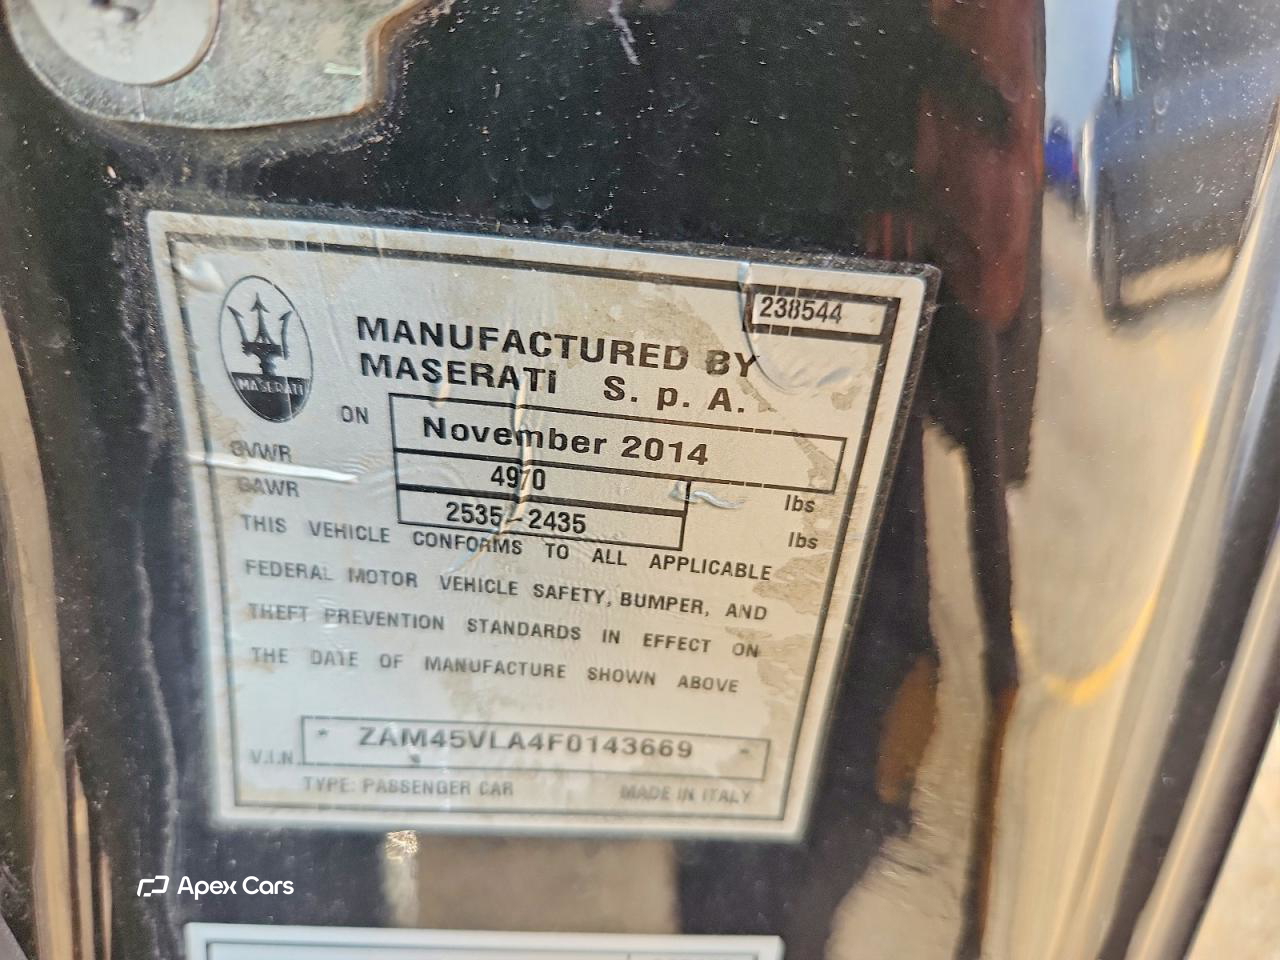 238544
MASERATI
MANUFACTURED BY
MASERATI S. p. A.
ON November 2014
GVWR 4970 lbs
GAWR 2535-2435 lbs
THIS VEHICLE CONFORMS TO ALL APPLICABLE
FEDERAL MOTOR VEHICLE SAFETY, BUMPER, AND
THEFT PREVENTION STANDARDS IN EFFECT ON
THE DATE OF MANUFACTURE SHOWN ABOVE
V.I.N. * ZAM45VLA4F0143669 *
TYPE: PASSENGER CAR MADE IN ITALY
Apex Cars